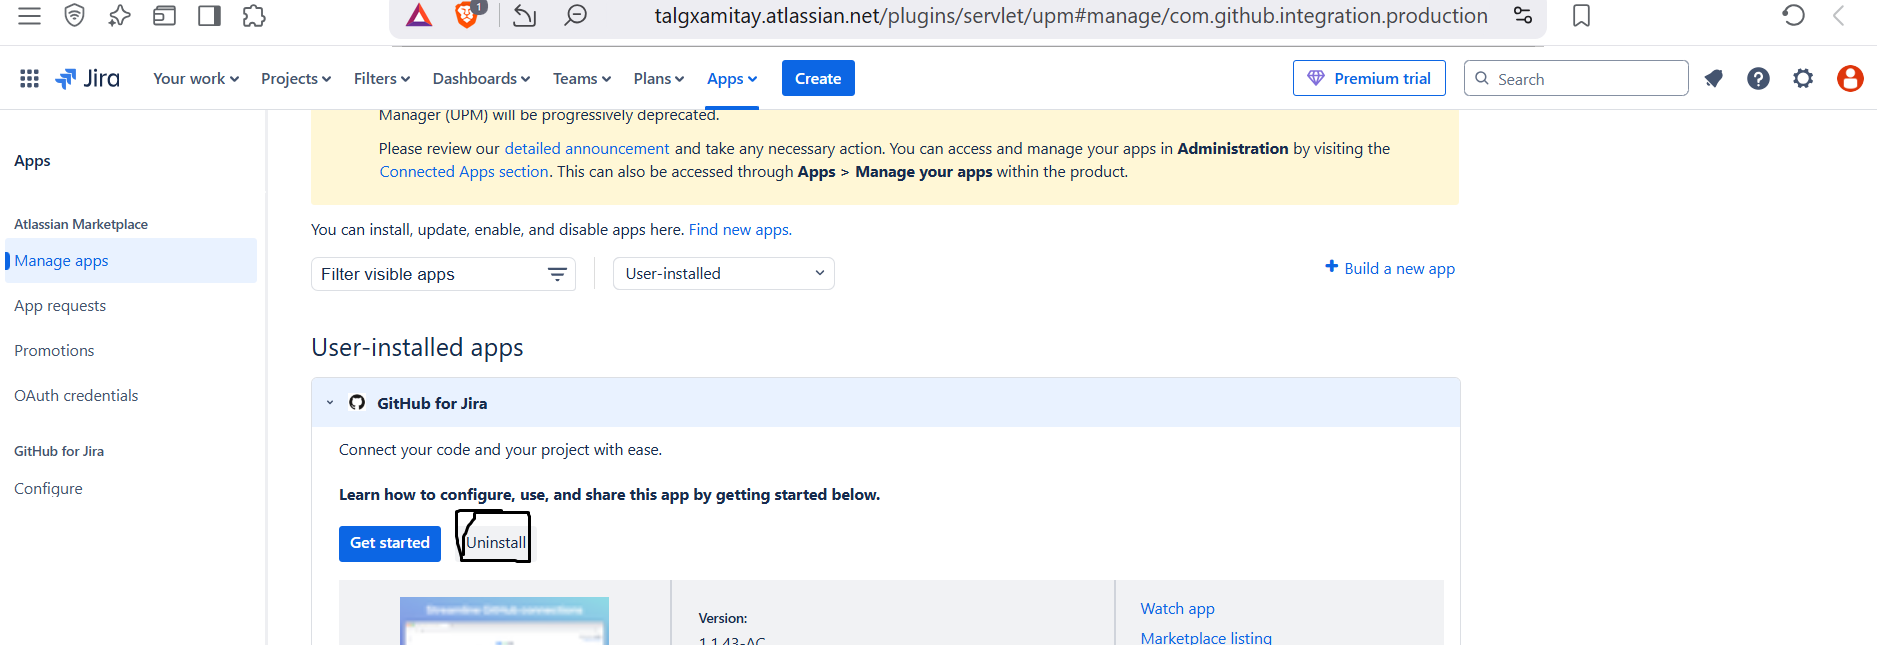 1
talgxamitay.atlassian.net/plugins/servlet/upm#manage/com.github.integration.production
Jira Your work Projects Filters Dashboards Teams Plans Apps Create Premium trial Search
Manager (UPM) will be progressively deprecated.
Please review our detailed announcement and take any necessary action. You can access and manage your apps in Administration by visiting the
Connected Apps section. This can also be accessed through Apps > Manage your apps within the product.
Apps
Atlassian Marketplace
Manage apps
App requests
Promotions
OAuth credentials
GitHub for Jira
Configure
You can install, update, enable, and disable apps here. Find new apps.
Filter visible apps
User-installed
Build a new app
User-installed apps
GitHub for Jira
Connect your code and your project with ease.
Learn how to configure, use, and share this app by getting started below.
Get started
Uninstall
Streamline GitHub connections
Version:
1.1.43-AC
Watch app
Marketplace listing